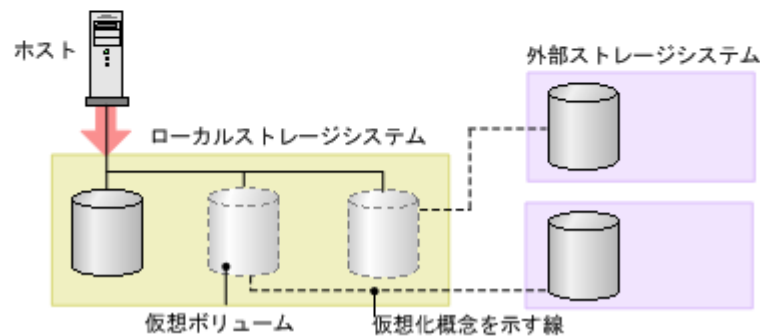 ホスト
外部ストレージシステム
ローカルストレージシステム
仮想ボリューム
仮想化概念を示す線